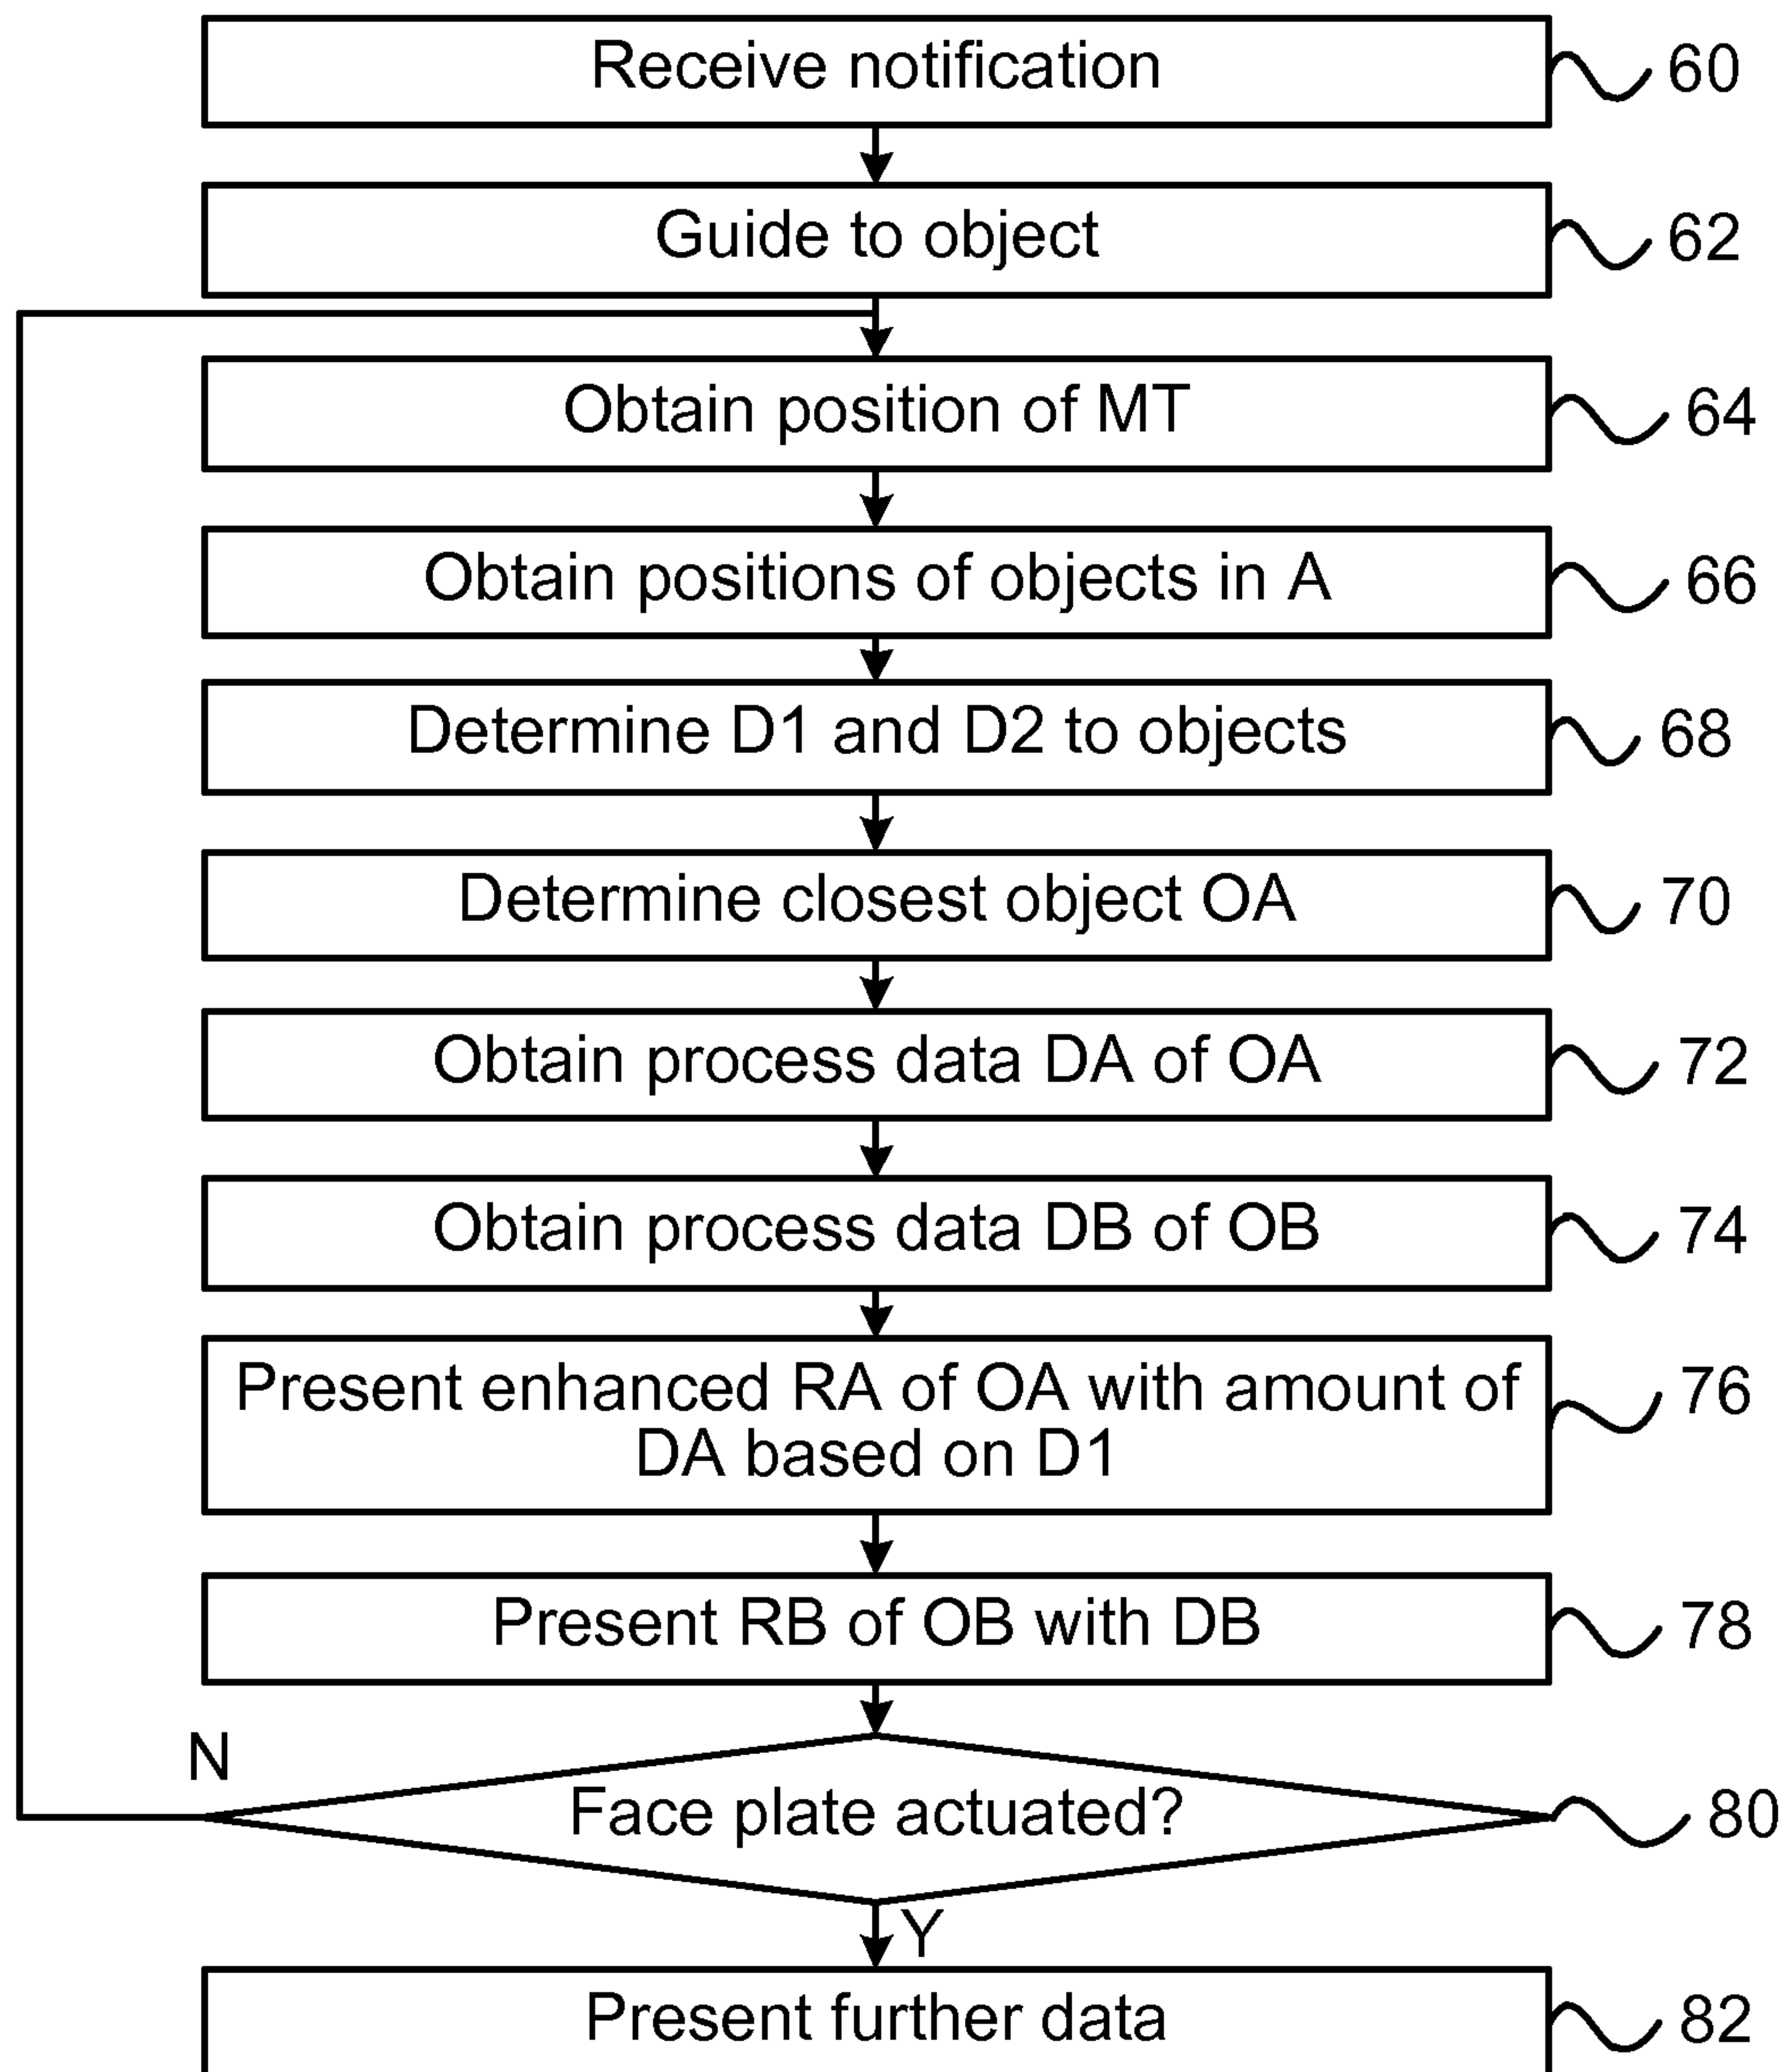 Receive notification
60
Guide to object
62
Obtain position of MT
64
Obtain positions of objects in A
66
Determine D1 and D2 to objects
68
Determine closest object OA
70
Obtain process data DA of OA
72
Obtain process data DB of OB
74
Present enhanced RA of OA with amount of
DA based on D1
76
Present RB of OB with DB
78
N
Face plate actuated?
80
Y
Present further data
82